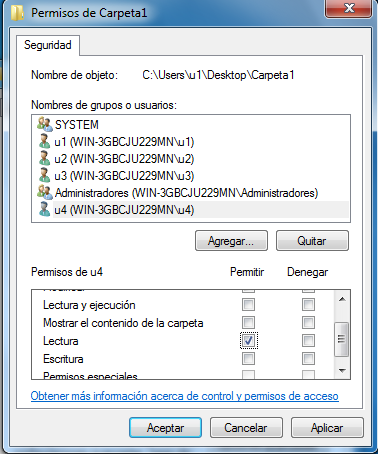 Permisos de Carpeta1
Seguridad
Nombre de objeto: C:\Users\u1\Desktop\Carpeta1
Nombres de grupos o usuarios:
SYSTEM
u1 (WIN-3GBCJU229MN\u1)
u2 (WIN-3GBCJU229MN\u2)
u3 (WIN-3GBCJU229MN\u3)
Administradores (WIN-3GBCJU229MN\Administradores)
u4 (WIN-3GBCJU229MN\u4)
Agregar... Quitar
Permisos de u4 Permitir Denegar
Modificar
Lectura y ejecución
Mostrar el contenido de la carpeta
Lectura
Escritura
Permisos especiales
Obtener más información acerca de control y permisos de acceso
Aceptar Cancelar Aplicar